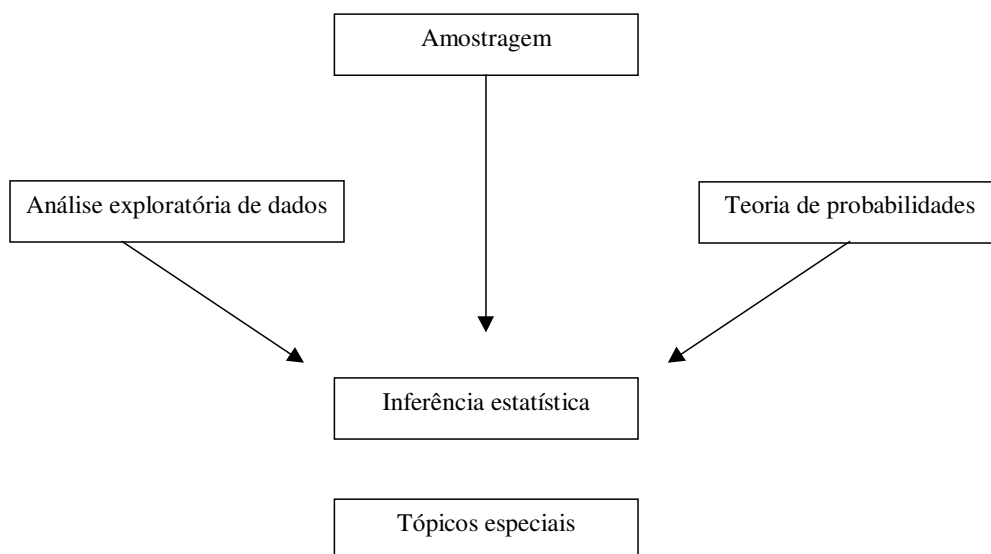 Amostragem
Análise exploratória de dados
Teoria de probabilidades
Inferência estatística
Tópicos especiais